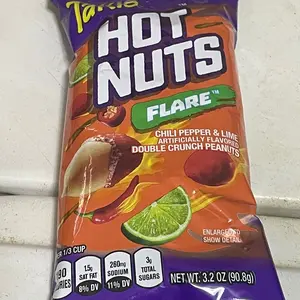 Takis
HOT
NUTS
FLARE™
CHILI PEPPER & LIME
ARTIFICIALLY FLAVORED
DOUBLE CRUNCH PEANUTS
ENLARGED
SHOW DETAIL
1/3 CUP
1.5g
SAT FAT
8% DV
260mg
SODIUM
11% DV
3g
TOTAL
SUGARS
NET WT. 3.2 OZ (90.8g)